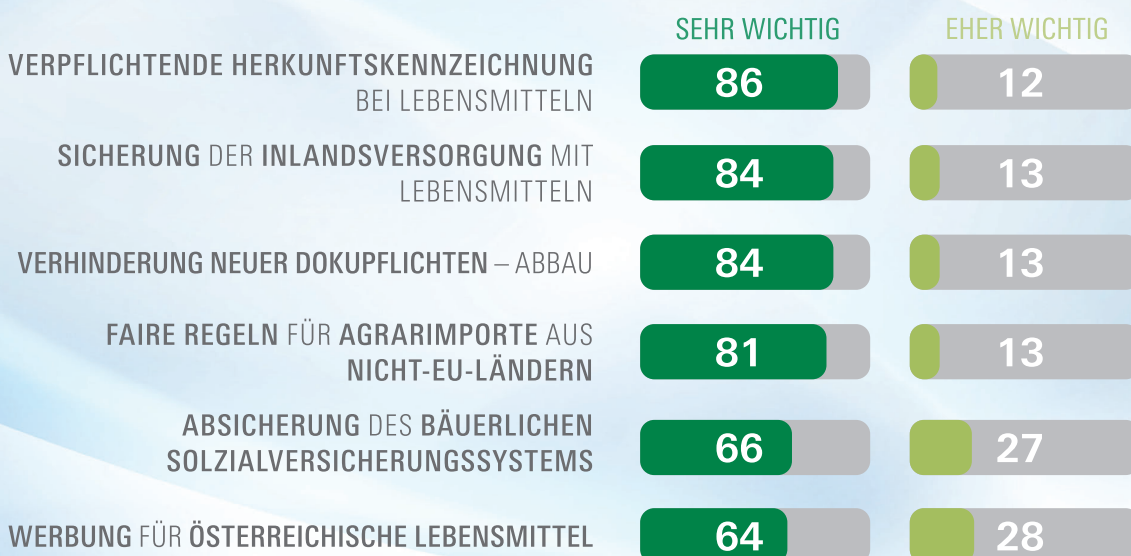 SEHR WICHTIG EHER WICHTIG
VERPFLICHTENDE HERKUNFTSKENNZEICHNUNG
BEI LEBENSMITTELN
86 12
SICHERUNG DER INLANDSVERSORGUNG MIT
LEBENSMITTELN
84 13
VERHINDERUNG NEUER DOKUPFLICHTEN – ABBAU
84 13
FAIRE REGELN FÜR AGRARIMPORTE AUS
NICHT-EU-LÄNDERN
81 13
ABSICHERUNG DES BÄUERLICHEN
SOLZIALVERSICHERUNGSSYSTEMS
66 27
WERBUNG FÜR ÖSTERREICHISCHE LEBENSMITTEL
64 28